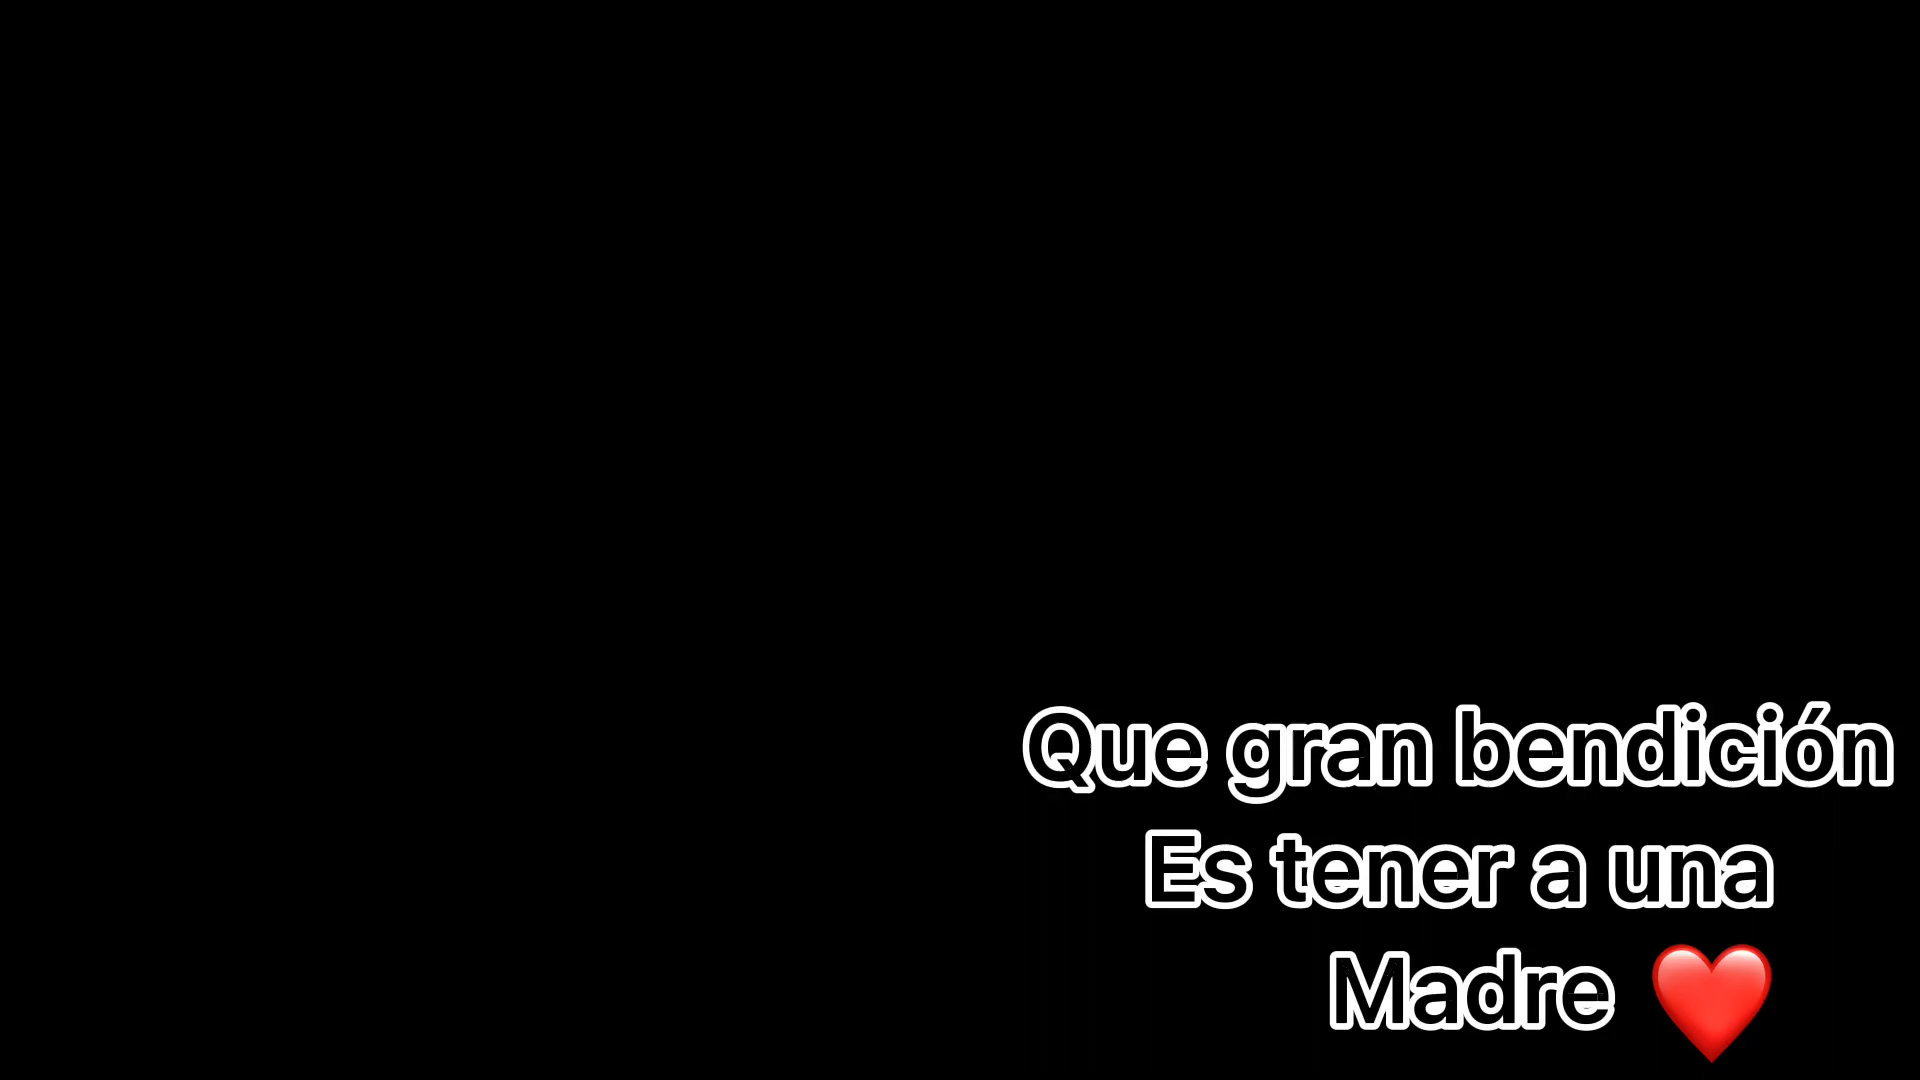 Que gran bendición
Es tener a una
Madre ❤️